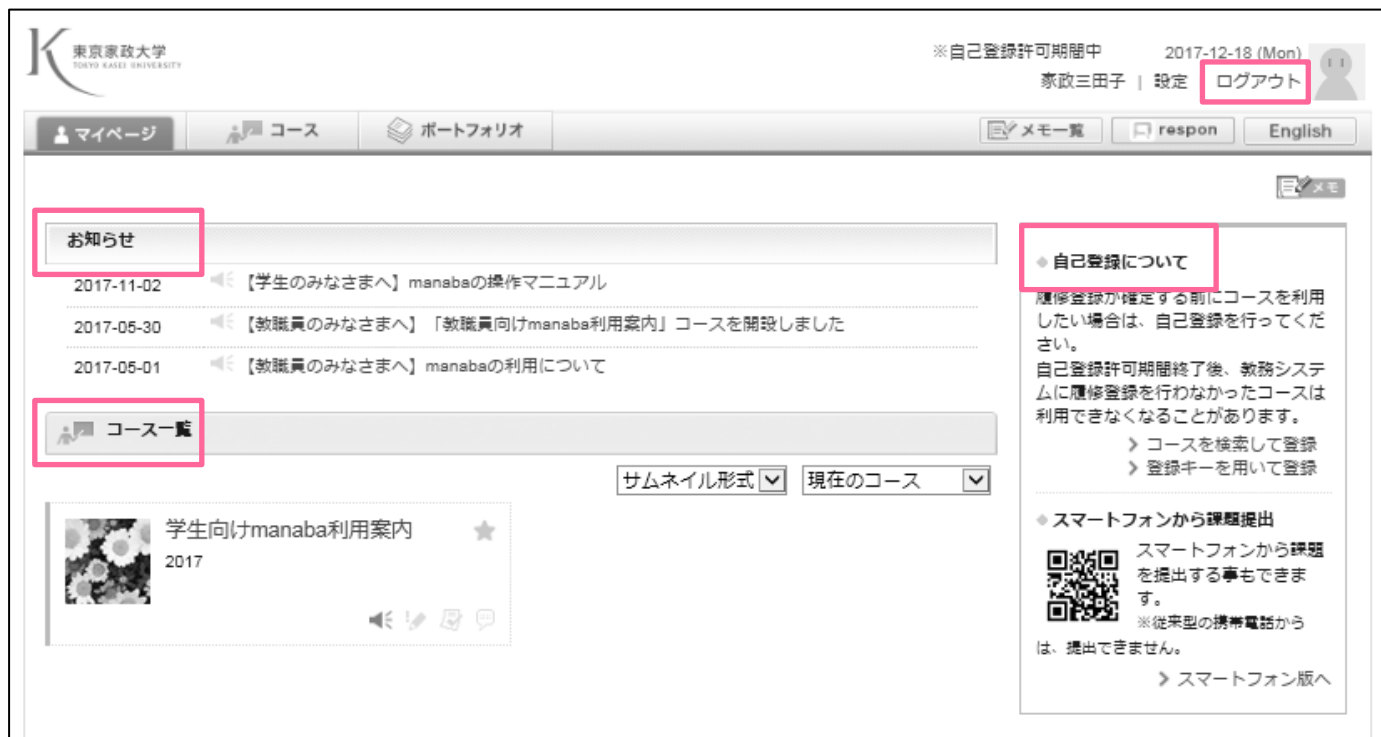 東京家政大学
TOKYO KASEI UNIVERSITY
※自己登録許可期間中 2017-12-18 (Mon)
家政三田子 | 設定 ログアウト
マイページ コース ポートフォリオ メモ一覧 respon English
メモ
お知らせ
2017-11-02 【学生のみなさまへ】manabaの操作マニュアル
2017-05-30 【教職員のみなさまへ】「教職員向けmanaba利用案内」コースを開設しました
2017-05-01 【教職員のみなさまへ】manabaの利用について
コース一覧
サムネイル形式 現在のコース
学生向けmanaba利用案内
2017
自己登録について
履修登録が確定する前にコースを利用
したい場合は、自己登録を行ってくだ
さい。
自己登録許可期間終了後、教務システ
ムに履修登録を行わなかったコースは
利用できなくなることがあります。
コースを検索して登録
登録キーを用いて登録
スマートフォンから課題提出
スマートフォンから課題
を提出する事もできま
す。
※従来型の携帯電話から
は、提出できません。
スマートフォン版へ